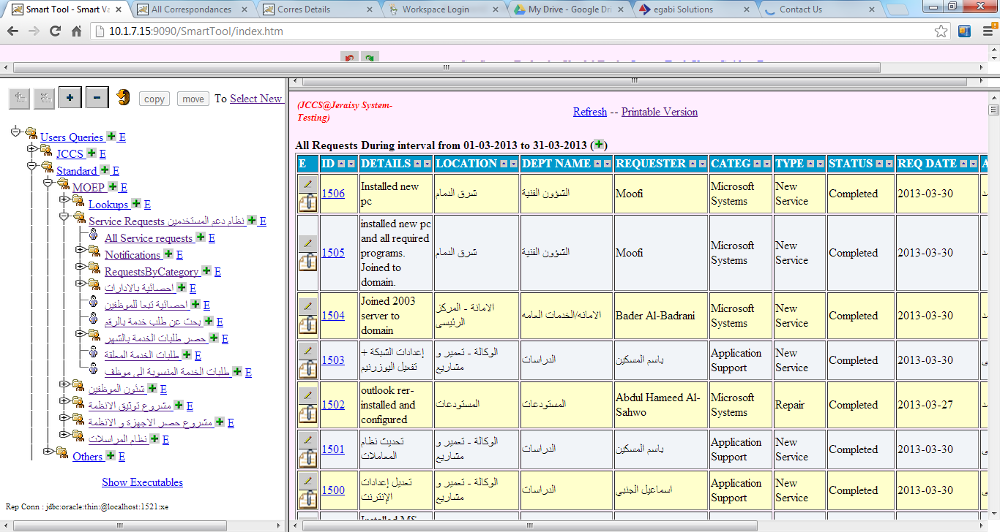 Smart Tool - Smart Va
All Correspondances
Corres Details
Workspace Login
My Drive - Google Dri
egabi Solutions
Contact Us
10.1.7.15:9090/SmartTool/index.htm
copy move To Select New
Users Queries E
JCCS E
Standard E
MOEP E
Lookups E
Service Requests نظام دعم المستخدمين E
All Service requests E
Notifications E
RequestsByCategory E
احصائية بالادارات E
احصائية تبعا للموظفين E
بحث عن طلب خدمة بالرقم E
حصر طلبات الخدمة بالشهر E
طلبات الخدمة المعلقة E
طلبات الخدمة المنسوبة الى موظف E
شئون الموظفين E
مشروع توثيق الانظمة E
مشروع حصر الاجهزة و الانظمة E
نظام المراسلات E
Others E
Show Executables
Rep Conn : jdbc:oracle:thin:@localhost:1521:xe
(JCCS@Jeraisy System-
Testing)
Refresh -- Printable Version
All Requests During interval from 01-03-2013 to 31-03-2013 ( )
E ID DETAILS LOCATION DEPT NAME REQUESTER CATEG TYPE STATUS REQ DATE
1506 Installed new pc شرق الدمام الشؤون الفنية Moofi Microsoft Systems New Service Completed 2013-03-30
1505 installed new pc and all required programs. Joined to domain. شرق الدمام الشؤون الفنية Moofi Microsoft Systems New Service Completed 2013-03-30
1504 Joined 2003 server to domain الامانة - المركز الرئيسى الامانه/الخدمات العامه Bader Al-Badrani Microsoft Systems New Service Completed 2013-03-30
1503 إعدادات الشبكة + تفعيل اليوزرنيم الوكالة - تعمير و مشاريع الدراسات باسم المسكين Application Support New Service Completed 2013-03-30
1502 outlook rer-installed and configured المستودعات المستودعات Abdul Hameed Al-Sahwo Microsoft Systems Repair Completed 2013-03-27
1501 تحديث نظام المعاملات الوكالة - تعمير و مشاريع الدراسات باسم المسكين Application Support New Service Completed 2013-03-30
1500 تعديل إعدادات الإنترنت الوكالة - تعمير و مشاريع الدراسات اسماعيل الجنبي Application Support New Service Completed 2013-03-30
Installed MS